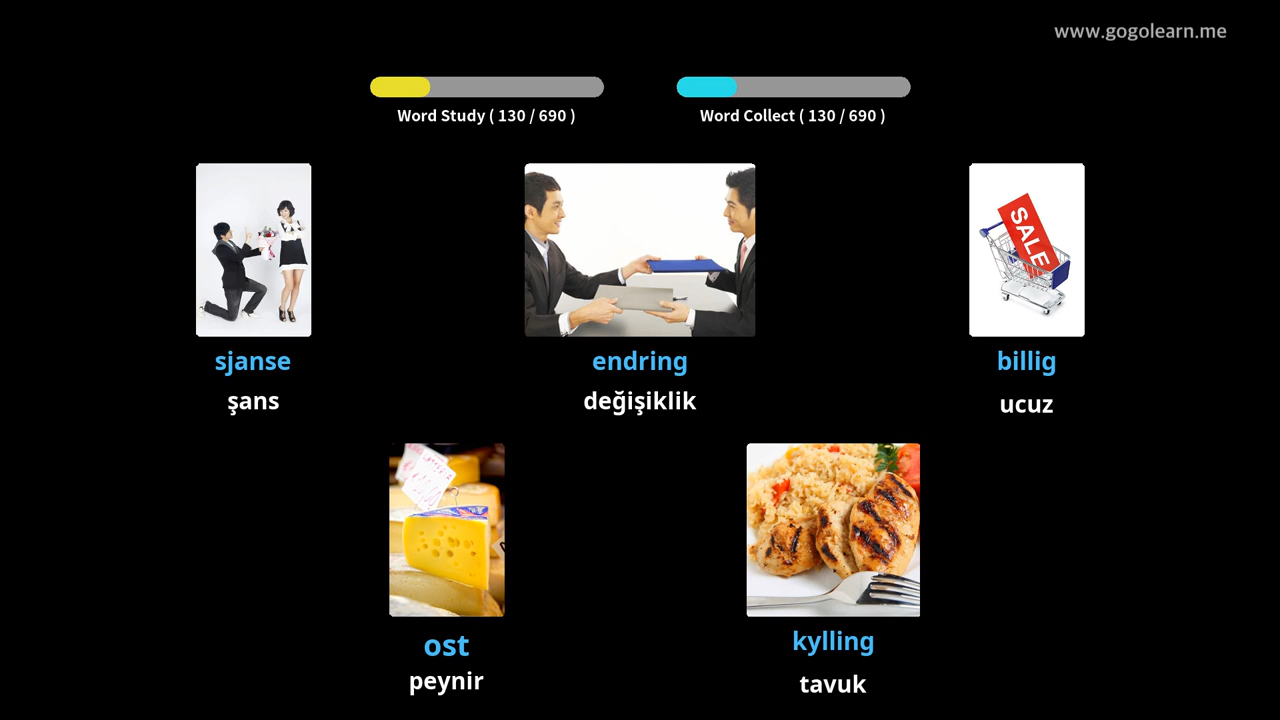 www.gogolearn.me
Word Study ( 130 / 690 )
Word Collect ( 130 / 690 )
SALE
sjanse
endring
billig
şans
değişiklik
ucuz
ost
kylling
peynir
tavuk